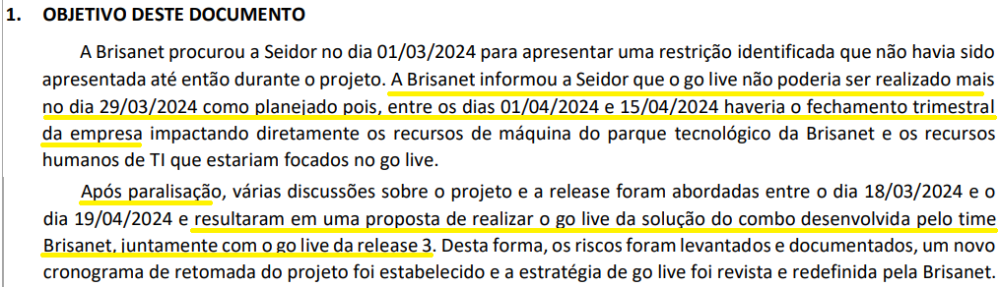 1. OBJETIVO DESTE DOCUMENTO
A Brisanet procurou a Seidor no dia 01/03/2024 para apresentar uma restrição identificada que não havia sido
apresentada até então durante o projeto. A Brisanet informou a Seidor que o go live não poderia ser realizado mais
no dia 29/03/2024 como planejado pois, entre os dias 01/04/2024 e 15/04/2024 haveria o fechamento trimestral
da empresa impactando diretamente os recursos de máquina do parque tecnológico da Brisanet e os recursos
humanos de TI que estariam focados no go live.
Após paralisação, várias discussões sobre o projeto e a release foram abordadas entre o dia 18/03/2024 e o
dia 19/04/2024 e resultaram em uma proposta de realizar o go live da solução do combo desenvolvida pelo time
Brisanet, juntamente com o go live da release 3. Desta forma, os riscos foram levantados e documentados, um novo
cronograma de retomada do projeto foi estabelecido e a estratégia de go live foi revista e redefinida pela Brisanet.